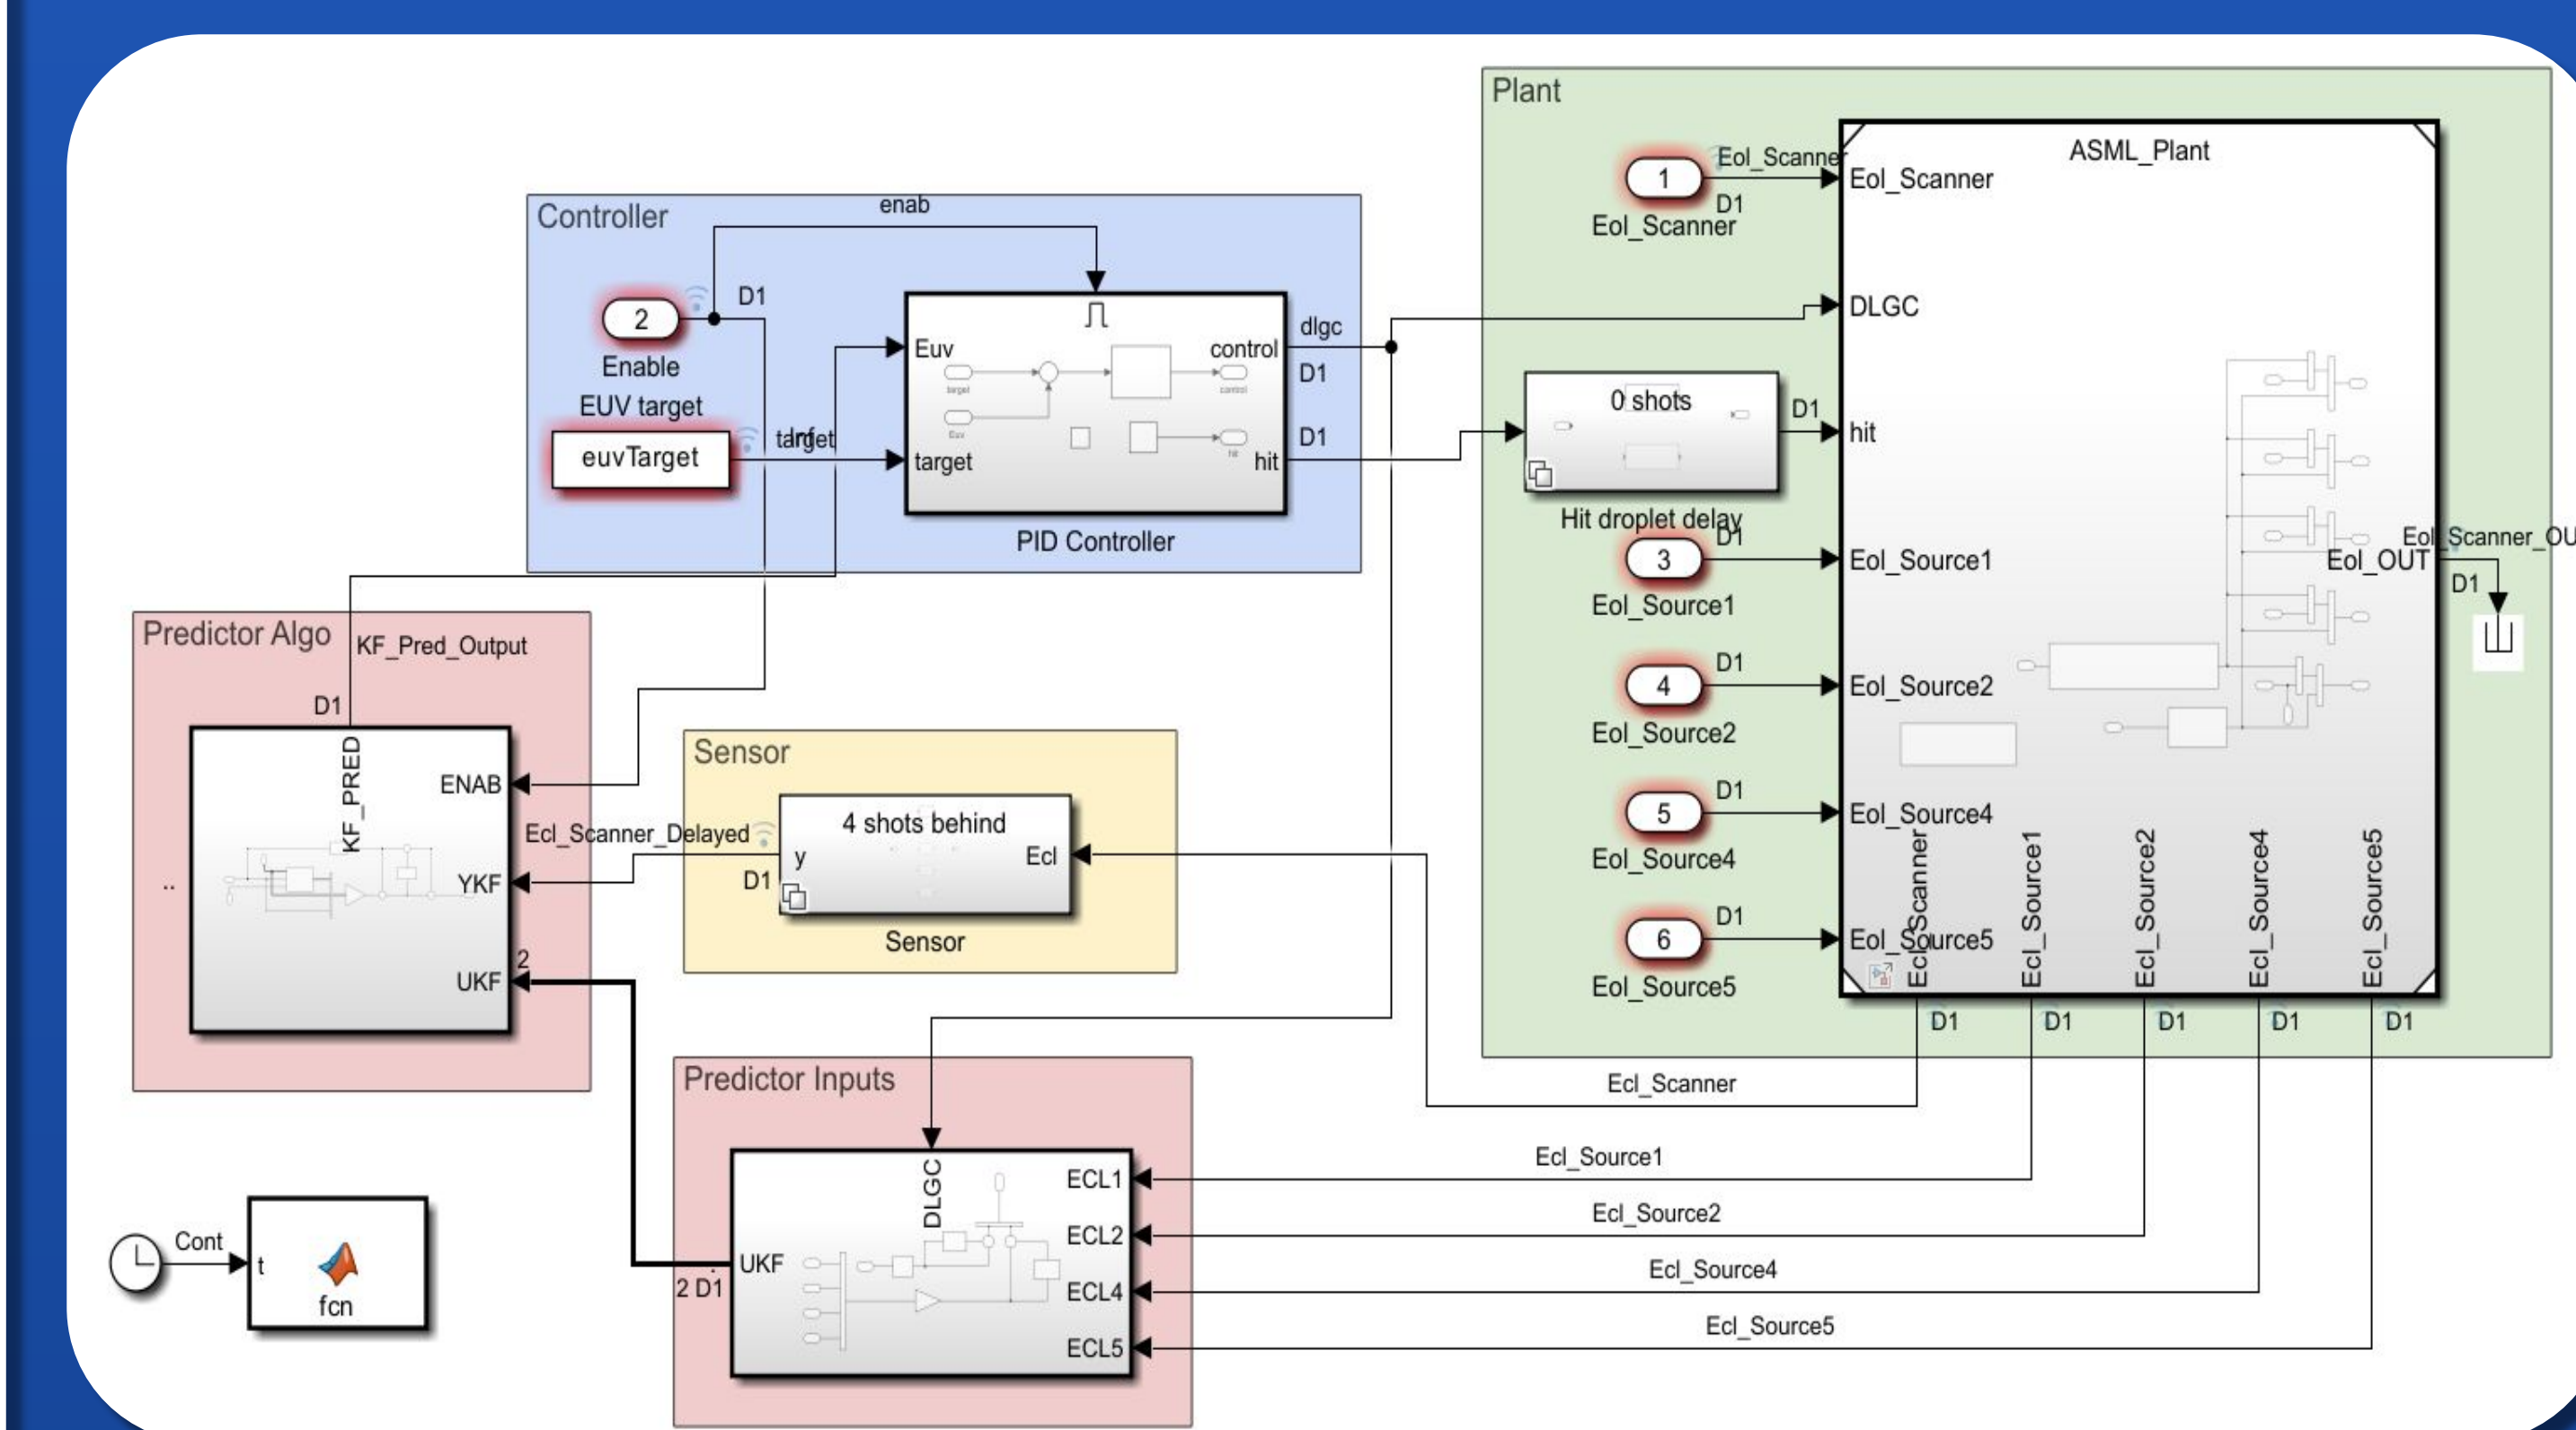 Plant
ASML_Plant
1
Eol_Scanner
D1
Eol_Scanner
Eol_Scanner
DLGC
0 shots
D1
hit
Hit droplet delay
D1
3
Eol_Source1
Eol_Source1
D1
4
Eol_Source2
Eol_Source2
D1
5
Eol_Source4
Eol_Source4
D1
6
Eol_Source5
Eol_Source5
Eol_OUT
Eol_Scanner_OU
D1
Ecl_Scanner
Ecl_Source1
Ecl_Source2
Ecl_Source4
Ecl_Source5
D1
D1
D1
D1
D1
Controller
enab
2
D1
Enable
EUV target
euvTarget
target
Inf
Euv
target
control
hit
target
Euv
control
hit
dlgc
D1
D1
PID Controller
Predictor Algo
KF_Pred_Output
D1
KF_PRED
ENAB
YKF
UKF
2
..
Sensor
Ecl_Scanner_Delayed
4 shots behind
y
Ecl
D1
Sensor
Predictor Inputs
DLGC
ECL1
ECL2
ECL4
ECL5
UKF
2 D1
Ecl_Scanner
Ecl_Source1
Ecl_Source2
Ecl_Source4
Ecl_Source5
Cont
t
fcn